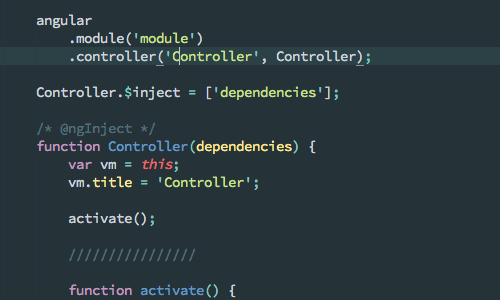 angular
    .module('module')
    .controller('Controller', Controller);

Controller.$inject = ['dependencies'];

/* @ngInject */
function Controller(dependencies) {
    var vm = this;
    vm.title = 'Controller';

    activate();

    ////////////////

    function activate() {